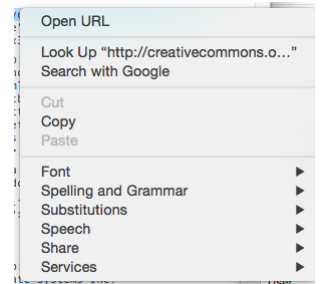 Open URL
Look Up “http://creativecommons.o...”
Search with Google
Cut
Copy
Paste
Font
Spelling and Grammar
Substitutions
Speech
Share
Services